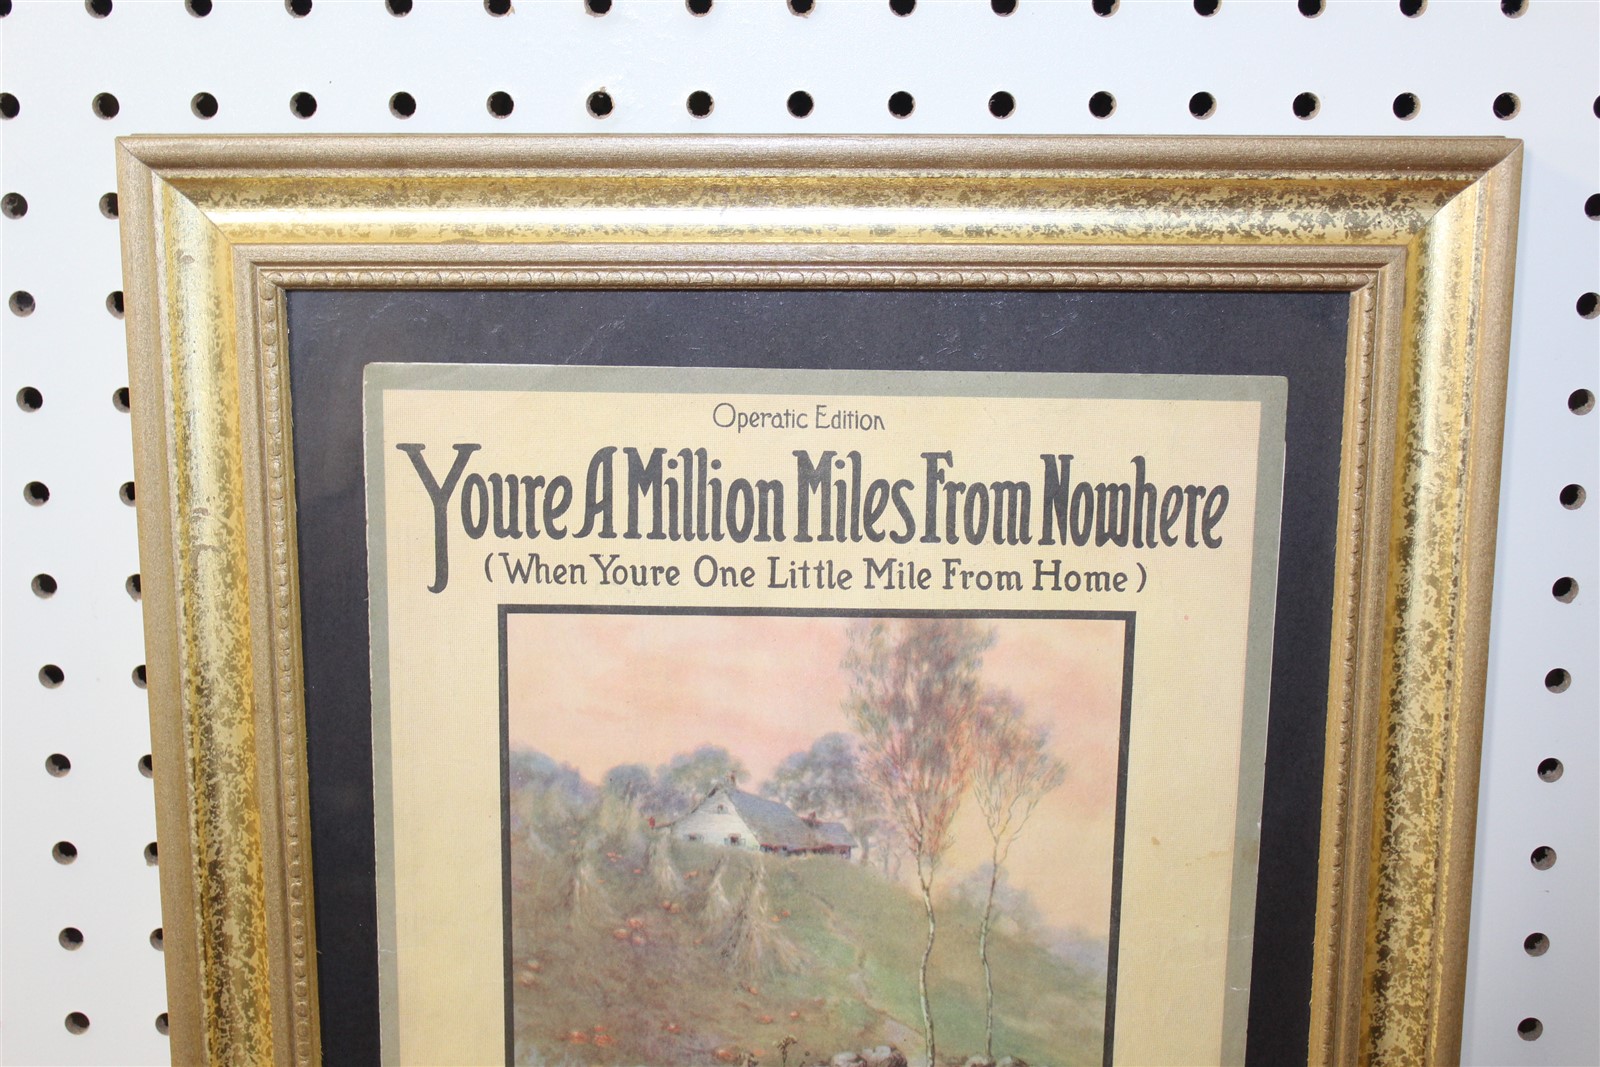 Operatic Edition
Youre A Million Miles From Nowhere
(When Youre One Little Mile From Home)